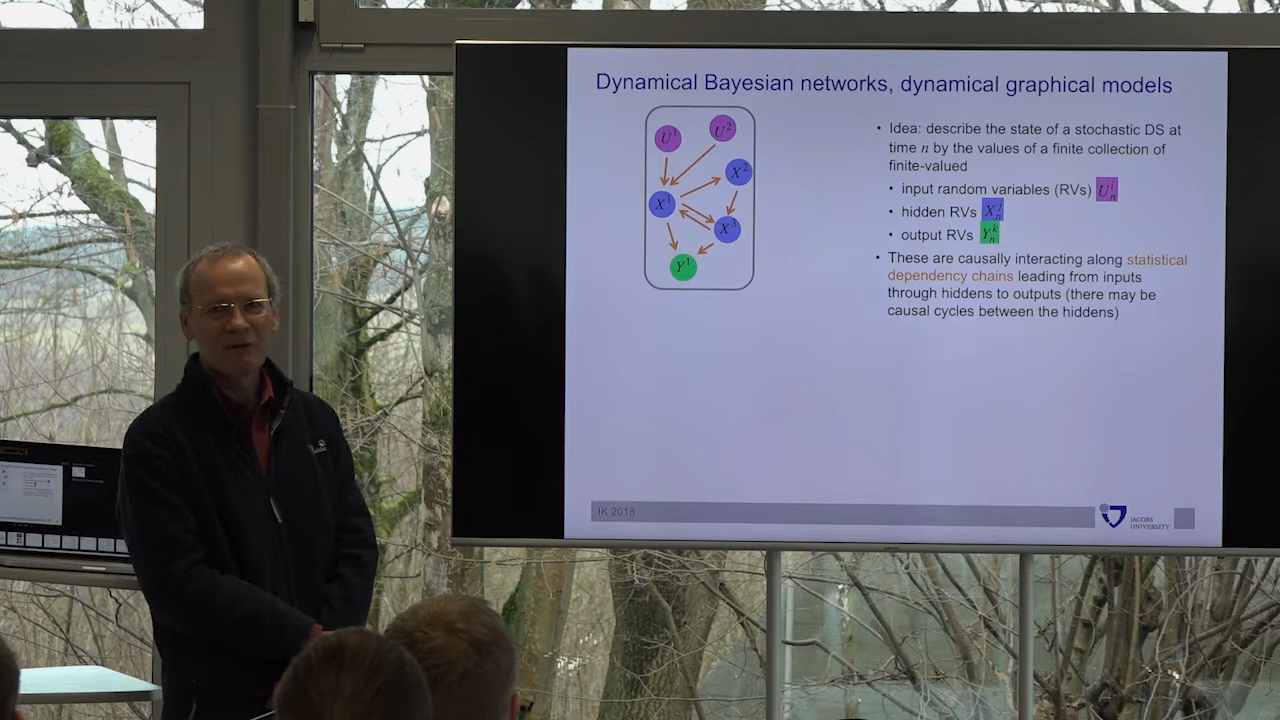 Dynamical Bayesian networks, dynamical graphical models
U¹
U²
X²
X¹
X³
Y¹
• Idea: describe the state of a stochastic DS at
time n by the values of a finite collection of
finite-valued
• input random variables (RVs) Uⁱₙ
• hidden RVs Xʲₙ
• output RVs Yᵏₙ
• These are causally interacting along statistical
dependency chains leading from inputs
through hiddens to outputs (there may be
causal cycles between the hiddens)
IK 2018
JACOBS
UNIVERSITY